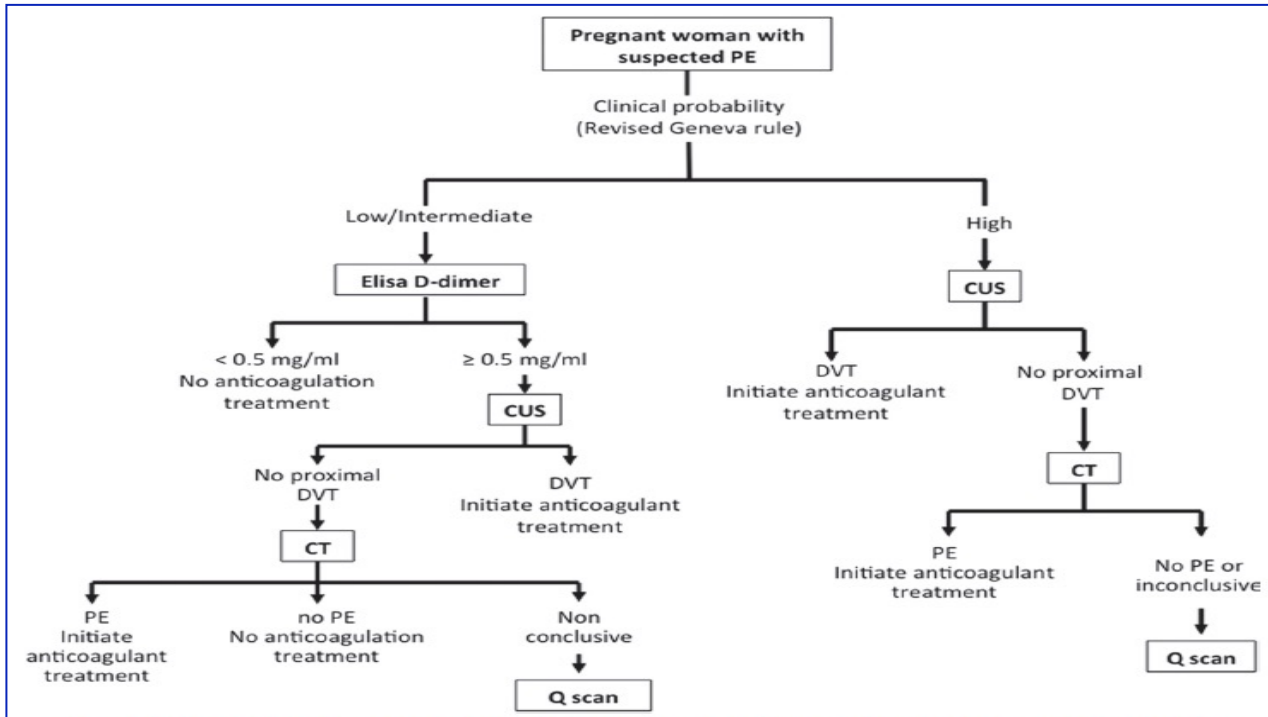 Pregnant woman with
suspected PE
Clinical probability
(Revised Geneva rule)
Low/Intermediate
High
Elisa D-dimer
CUS
< 0.5 mg/ml
No anticoagulation
treatment
≥ 0.5 mg/ml
CUS
DVT
Initiate anticoagulant
treatment
No proximal
DVT
No proximal
DVT
DVT
Initiate anticoagulant
treatment
CT
CT
PE
Initiate anticoagulant
treatment
No PE or
inconclusive
PE
Initiate
anticoagulant
treatment
no PE
No anticoagulation
treatment
Non
conclusive
Q scan
Q scan